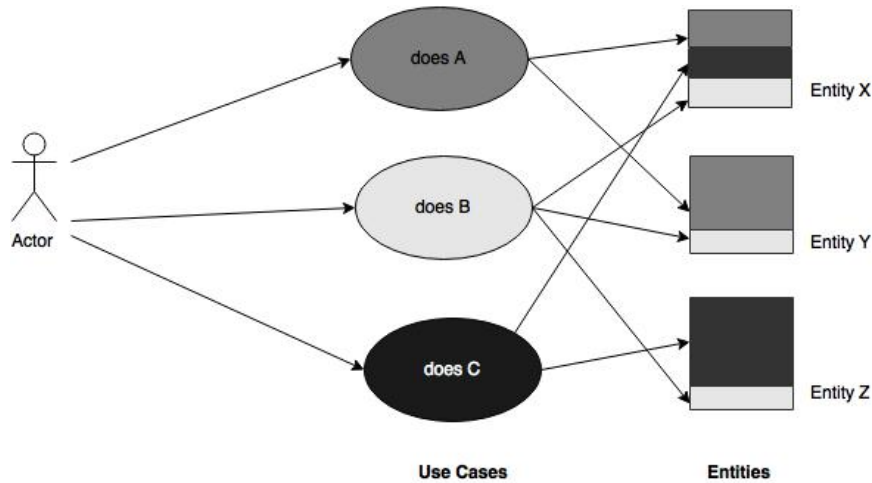 does A
Entity X
does B
Actor
Entity Y
does C
Entity Z
Use Cases
Entities